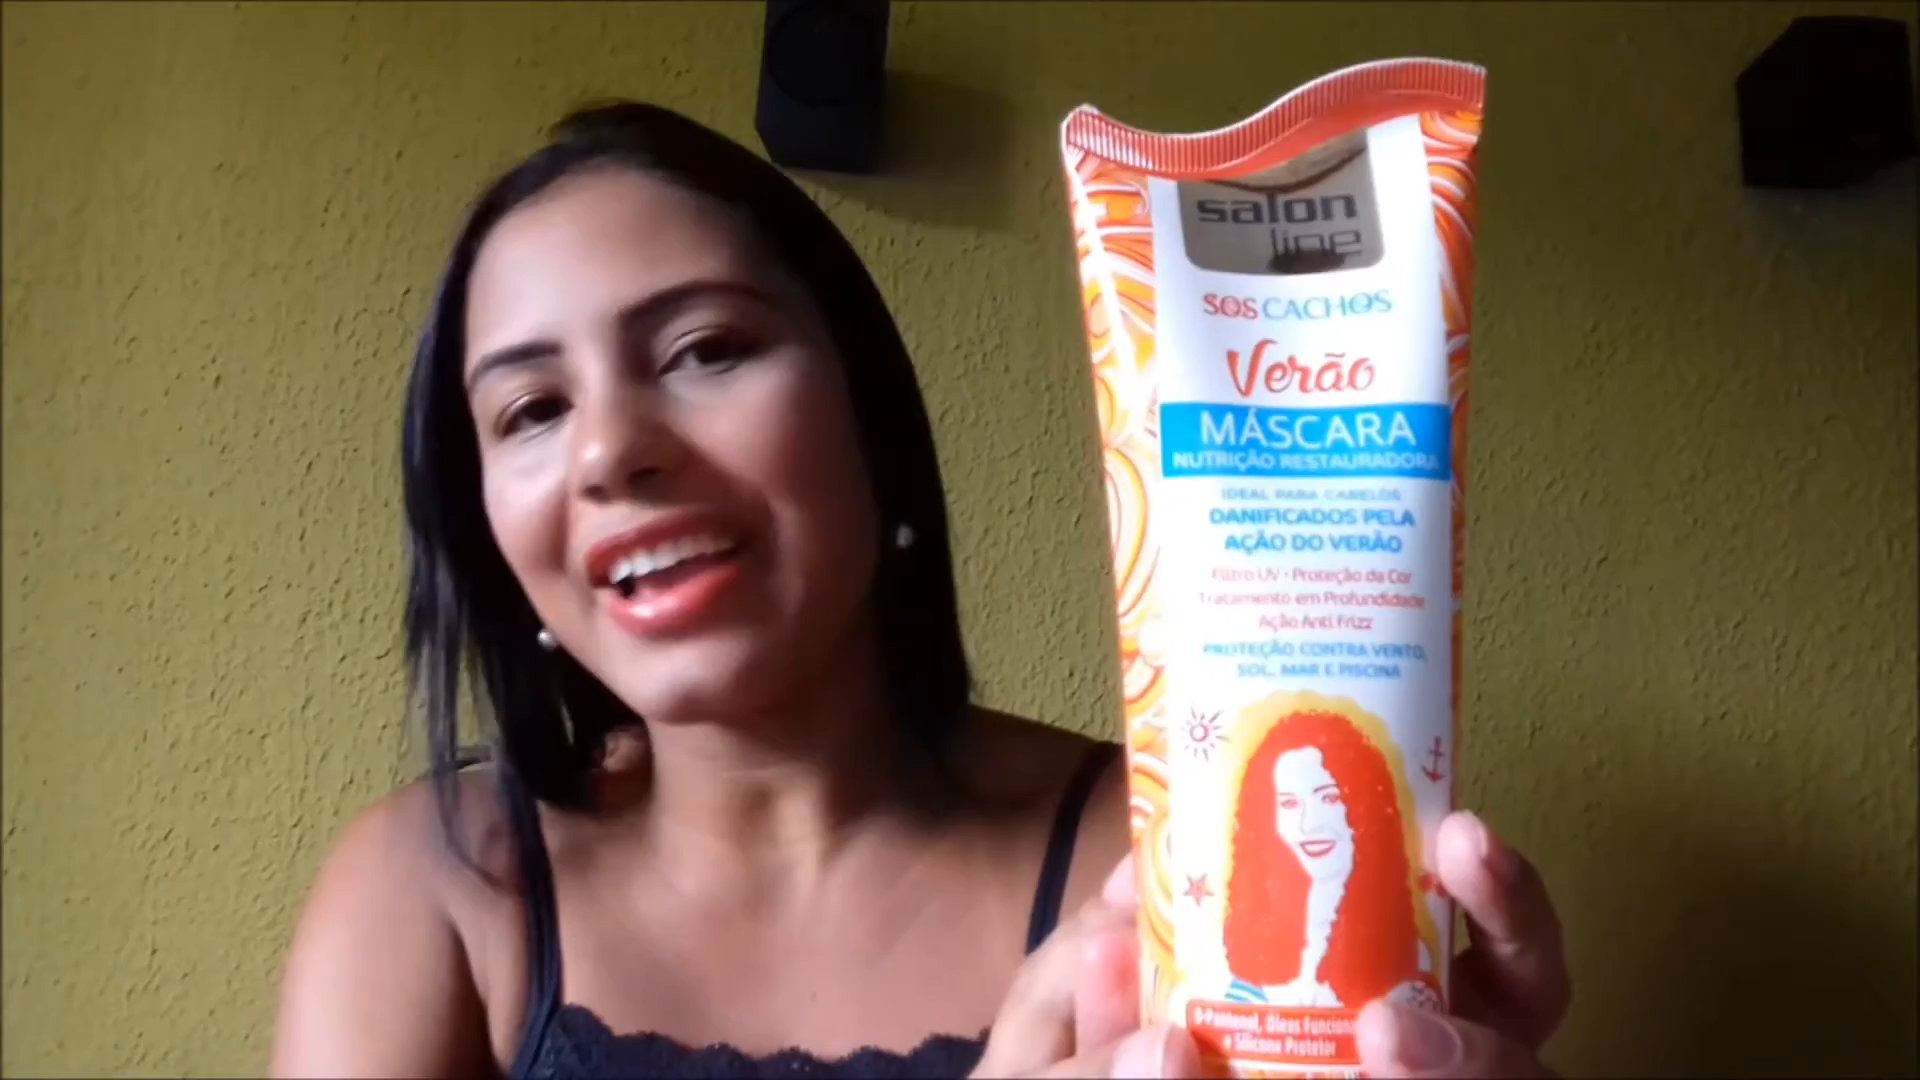 salon
line
SOS CACHOS
Verão
MÁSCARA
NUTRIÇÃO RESTAURADORA
IDEAL PARA CABELOS
DANIFICADOS PELA
AÇÃO DO VERÃO
Filtro UV • Proteção da Cor
Tratamento em Profundidade
Ação Anti Frizz
PROTEÇÃO CONTRA VENTO,
SOL, MAR E PISCINA
D-Pantenol, Óleos
e Silicone Protetor